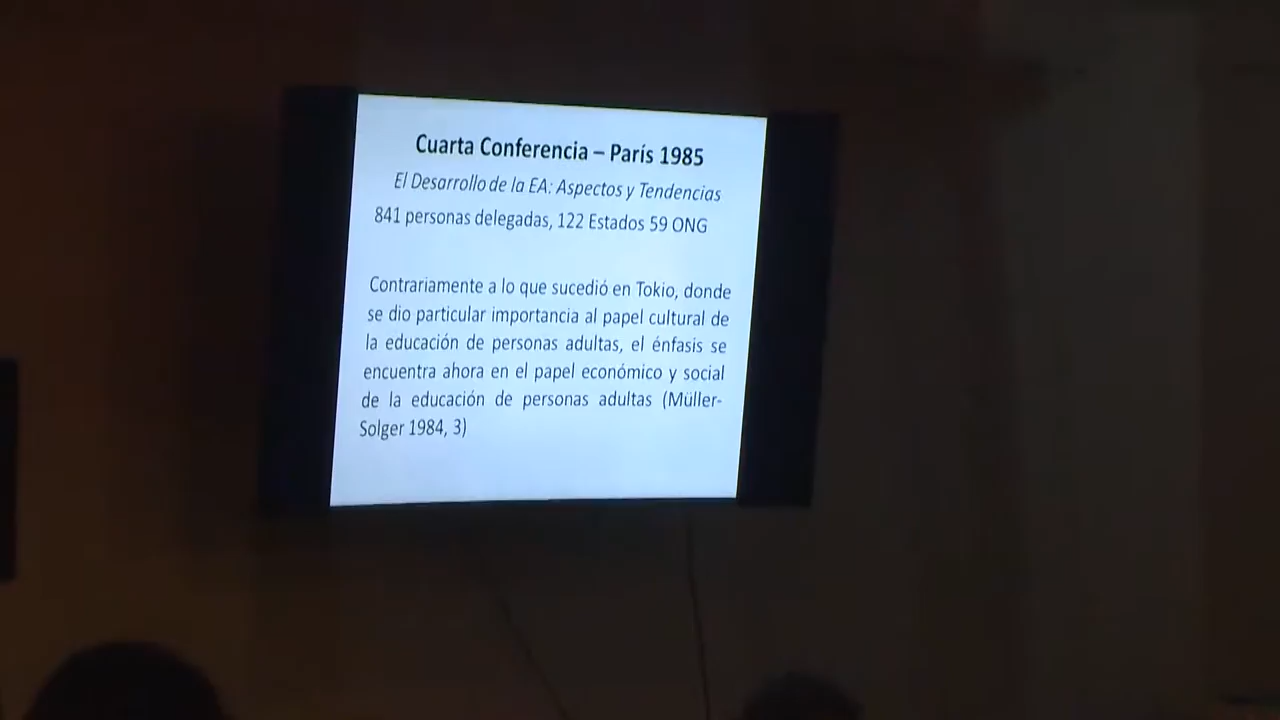 Cuarta Conferencia – París 1985
El Desarrollo de la EA: Aspectos y Tendencias
841 personas delegadas, 122 Estados 59 ONG
Contrariamente a lo que sucedió en Tokio, donde
se dio particular importancia al papel cultural de
la educación de personas adultas, el énfasis se
encuentra ahora en el papel económico y social
de la educación de personas adultas (Müller-
Solger 1984, 3)